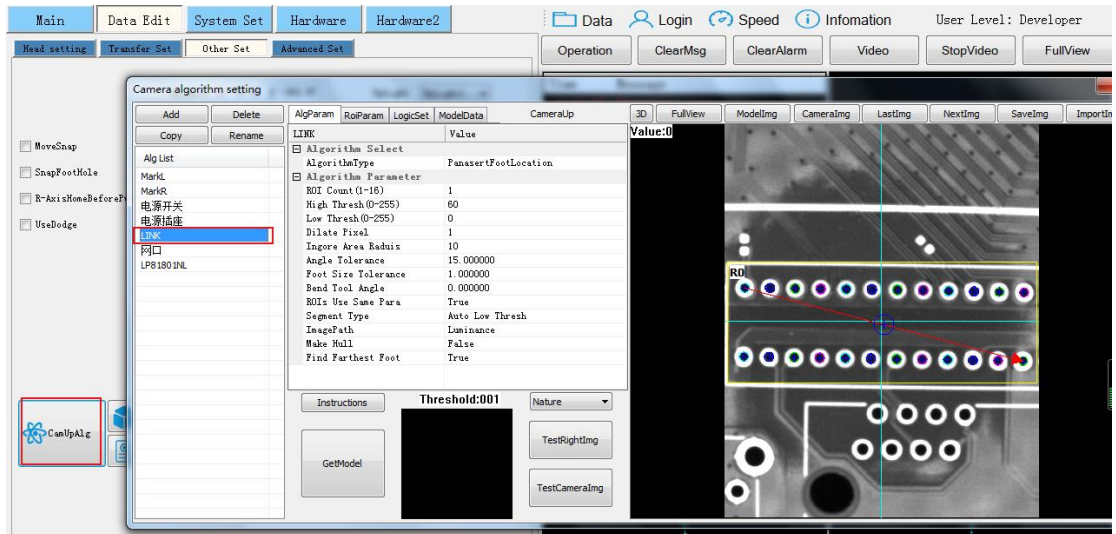 Main Data Edit System Set Hardware Hardware2 Data Login Speed Infomation User Level: Developer
Head setting Transfer Set Other Set Advanced Set
Operation ClearMsg ClearAlarm Video StopVideo FullView
Camera algorithm setting
Add Delete
Copy Rename
Alg List
MarkL
MarkR
电源开关
电源插座
LINK
网口
LP81801NL
AlgParam RoiParam LogicSet ModelData CameraUp
LINK Value
Algorithm Select
AlgorithmType PanasertFootLocation
Algorithm Parameter
ROI Count(1-16) 1
High Thresh(0-255) 60
Low Thresh(0-255) 0
Dilate Pixel 1
Ingore Area Raduis 10
Angle Tolerance 15.000000
Foot Size Tolerance 1.000000
Bend Tool Angle 0.000000
ROIs Use Same Para True
Segment Type Auto Low Thresh
ImagePath Luminance
Make Hull False
Find Farthest Foot True
Instructions Threshold:001 Nature
GetModel
TestRightImg
TestCameraImg
3D FullView ModelImg CameraImg LastImg NextImg SaveImg
Value:0
R0
MoveSnap
SnapFootHole
UseDodge
CamUpAlg